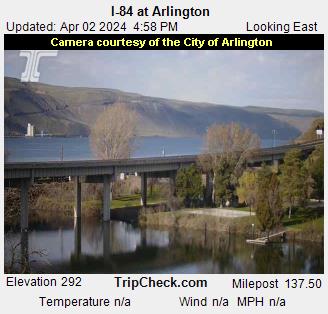 I-84 at Arlington
Updated: Apr 02 2024 4:58 PM Looking East
Camera courtesy of the City of Arlington
Elevation 292 TripCheck.com Milepost 137.50
Temperature n/a Wind n/a MPH n/a